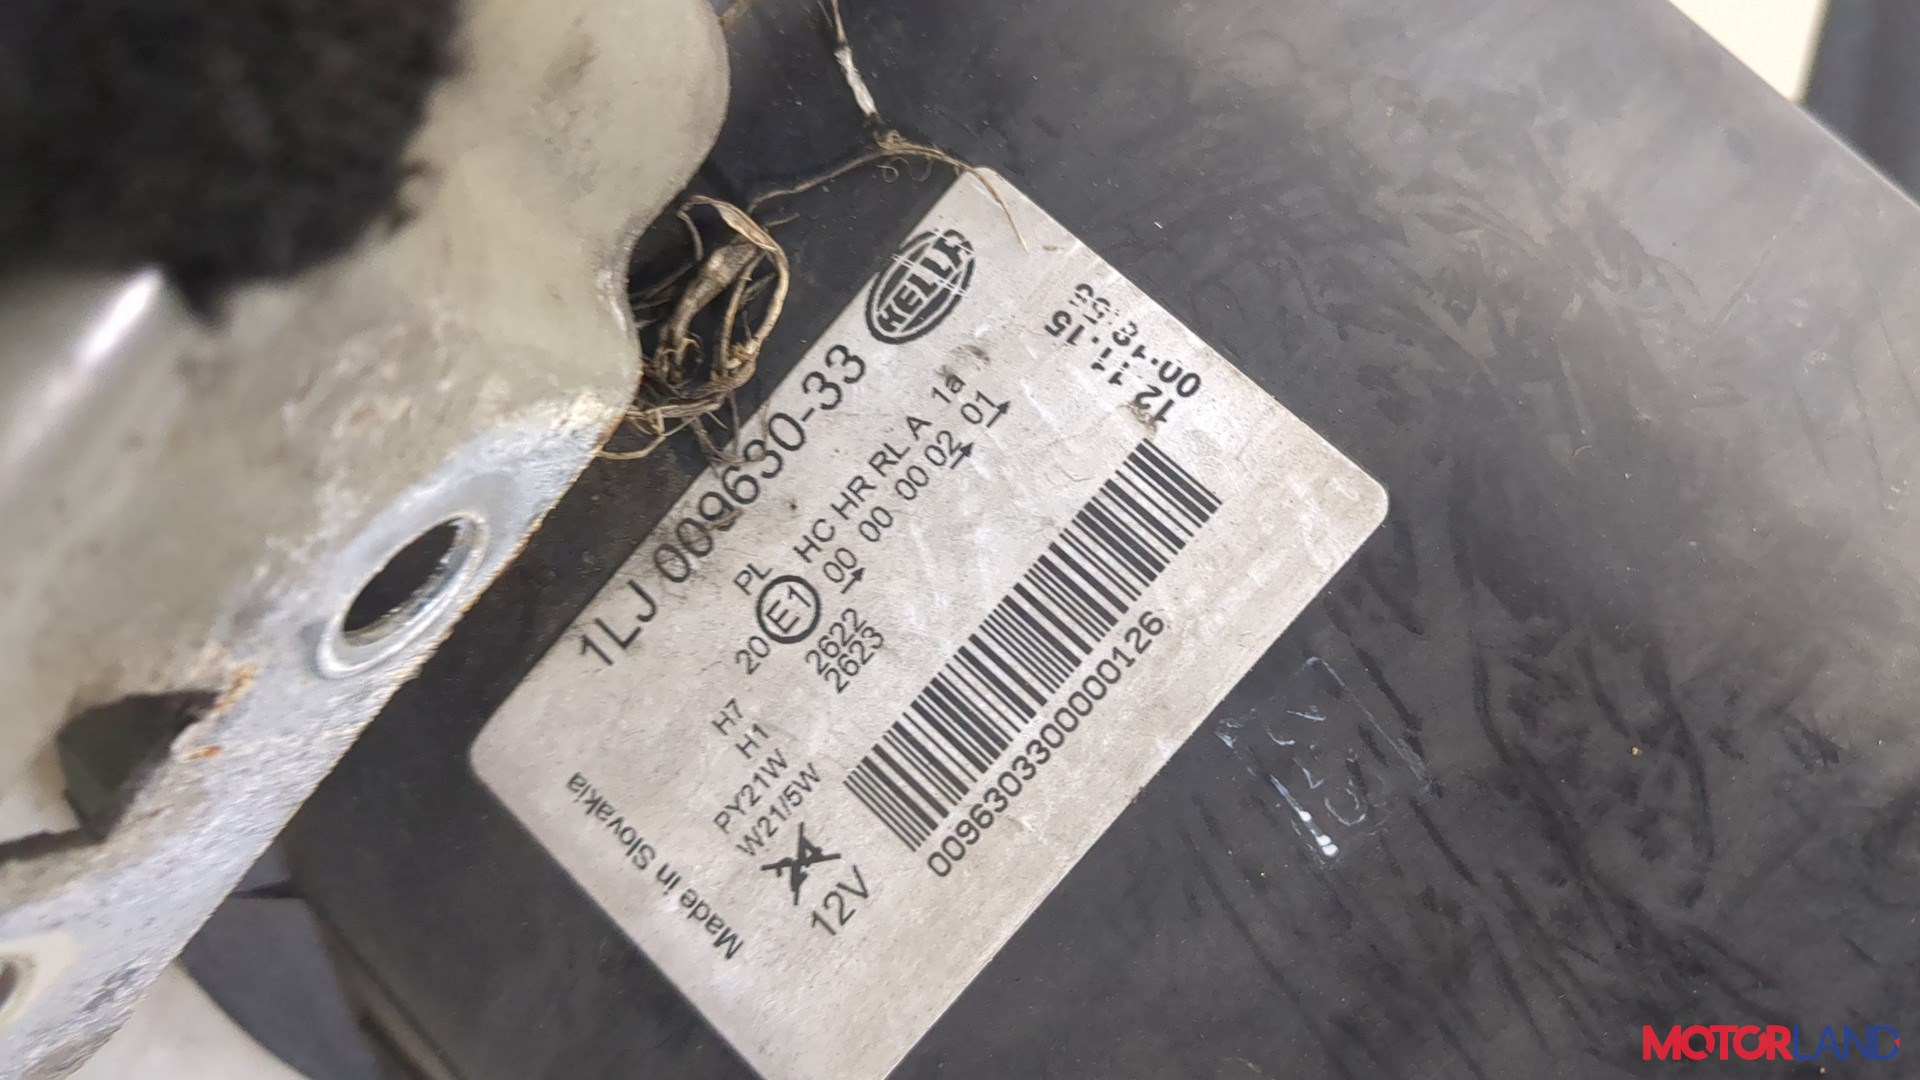 HELLA
1LJ 009630-33
PL HC HR RL A 1a
20 E1 00 00 00 02 01
2622
2623
H7
H1
PY21W
W21/5W
12V
Made in Slovakia
12.11.15
009630330000126
MOTORLAND